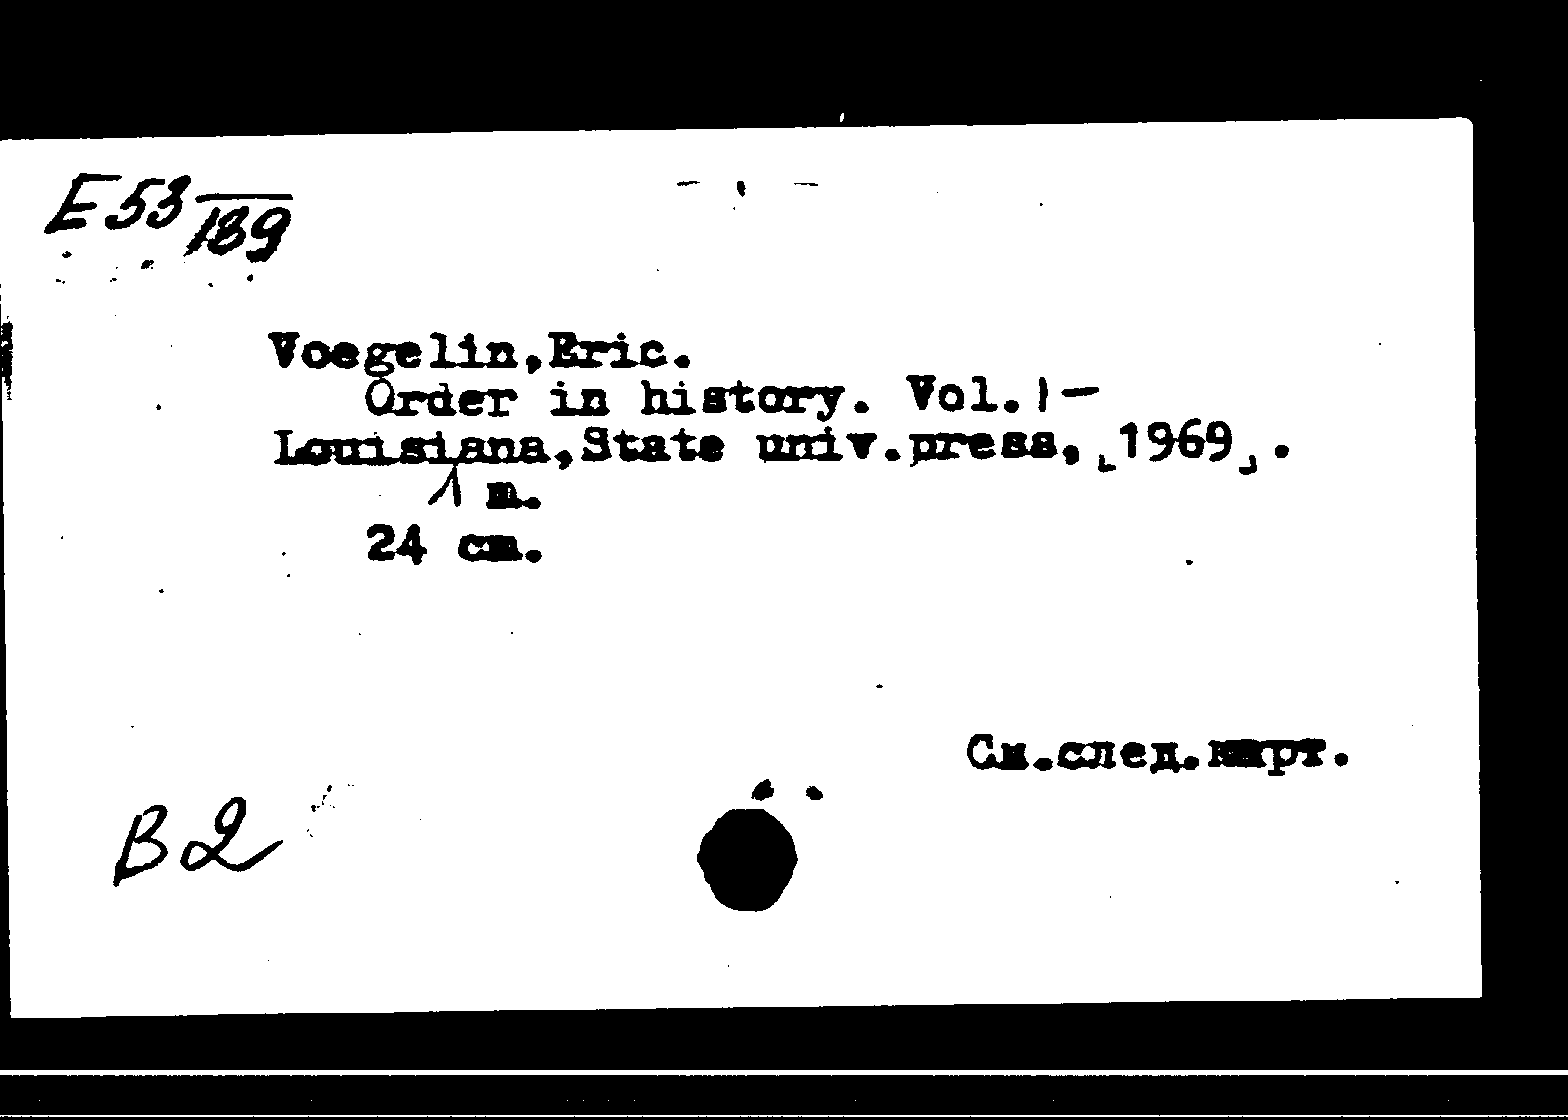 E 53/189
Voegelin, Eric.
Order in history. Vol. 1 —
Louisiana, State univ. press, [1969].
1 m.
24 cm.
См. след. карт.
B2